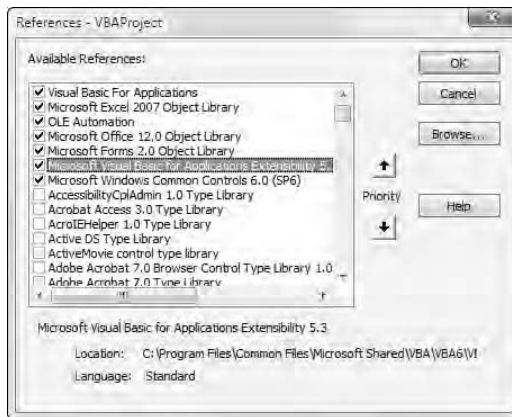 References - VBAProject
Available References:
OK
Cancel
Browse...
Help
Visual Basic For Applications
Microsoft Excel 2007 Object Library
OLE Automation
Microsoft Office 12.0 Object Library
Microsoft Forms 2.0 Object Library
Microsoft Visual Basic for Applications Extensibility 5.
Microsoft Windows Common Controls 6.0 (SP6)
AccessibilityCplAdmin 1.0 Type Library
Acrobat Access 3.0 Type Library
AcroIEHelper 1.0 Type Library
Active DS Type Library
ActiveMovie control type library
Adobe Acrobat 7.0 Browser Control Type Library 1.0
Adobe Acrobat 7.0 Type Library
Priority
Microsoft Visual Basic for Applications Extensibility 5.3
Location: C:\Program Files\Common Files\Microsoft Shared\VBA\VBA6\VI
Language: Standard